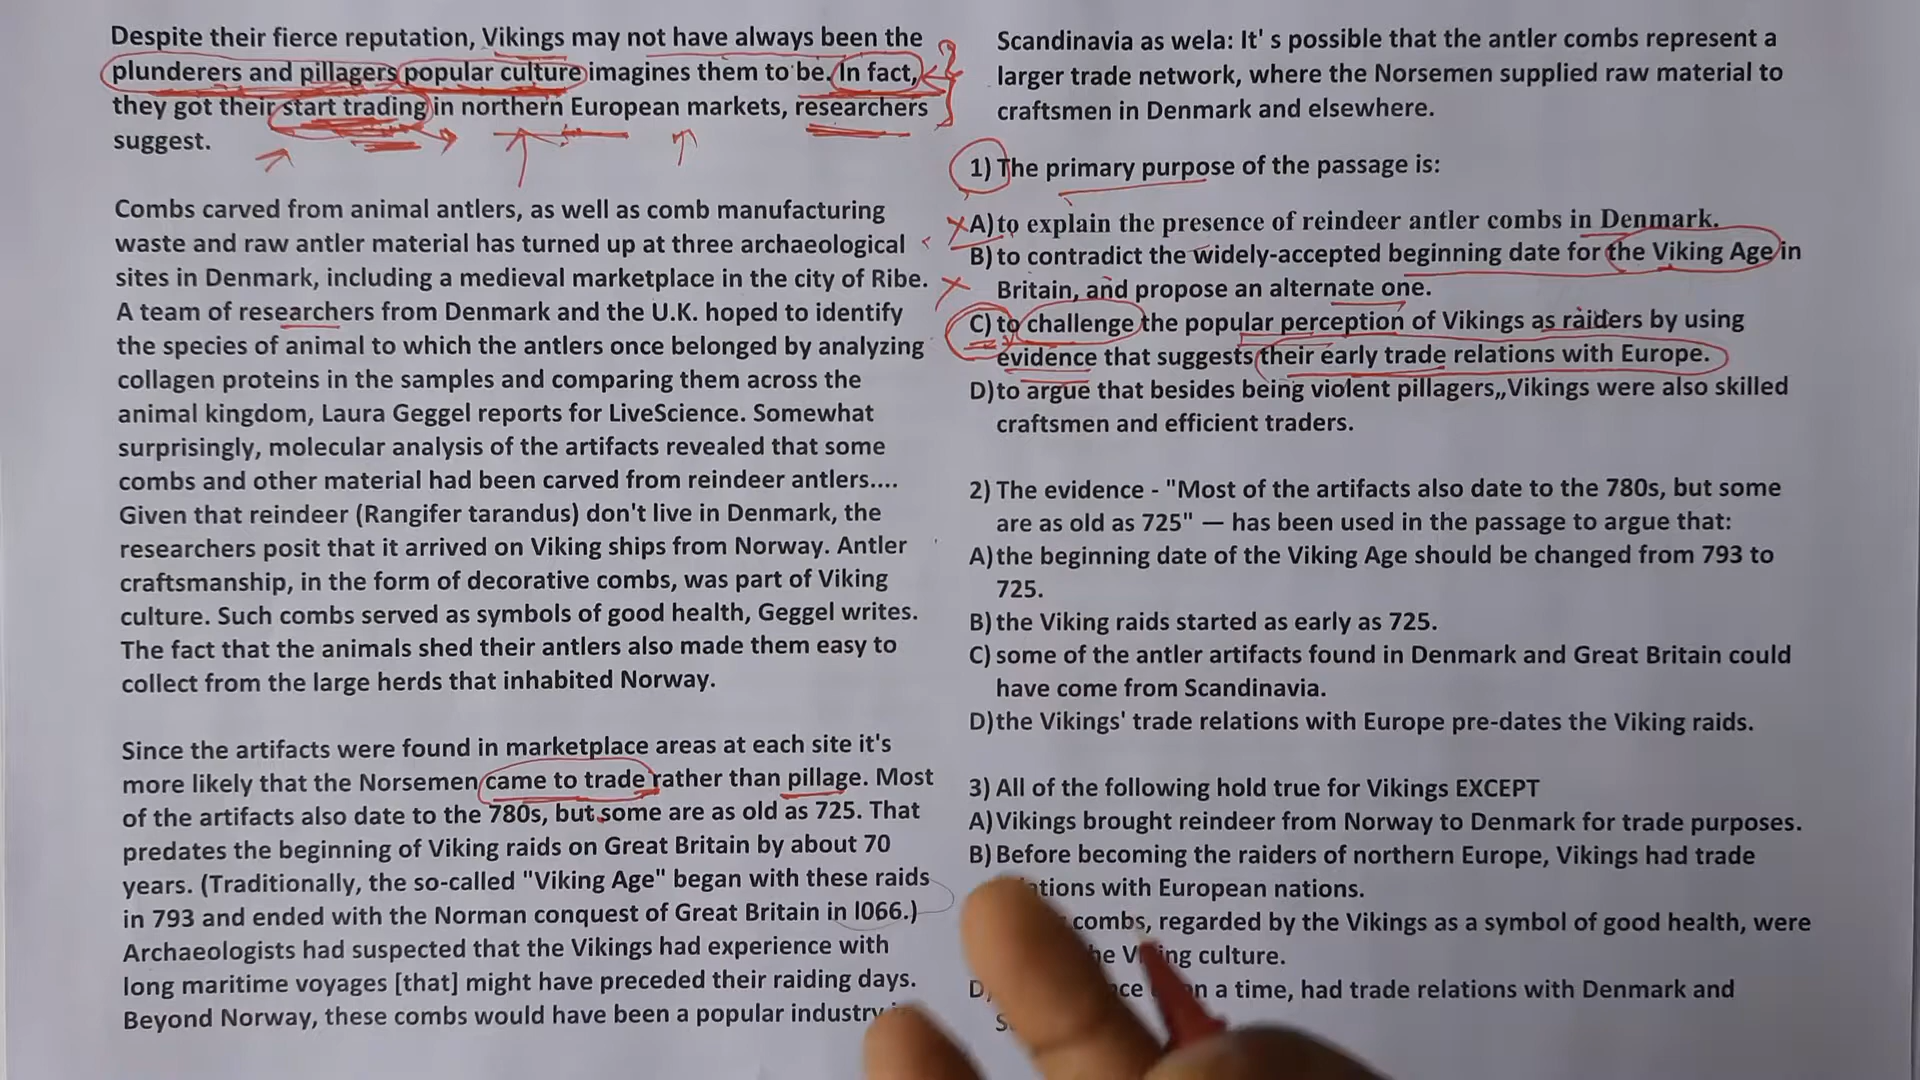 Despite their fierce reputation, Vikings may not have always been the
plunderers and pillagers popular culture imagines them to be. In fact,
they got their start trading in northern European markets, researchers
suggest.
Combs carved from animal antlers, as well as comb manufacturing
waste and raw antler material has turned up at three archaeological
sites in Denmark, including a medieval marketplace in the city of Ribe.
A team of researchers from Denmark and the U.K. hoped to identify
the species of animal to which the antlers once belonged by analyzing
collagen proteins in the samples and comparing them across the
animal kingdom, Laura Geggel reports for LiveScience. Somewhat
surprisingly, molecular analysis of the artifacts revealed that some
combs and other material had been carved from reindeer antlers....
Given that reindeer (Rangifer tarandus) don't live in Denmark, the
researchers posit that it arrived on Viking ships from Norway. Antler
craftsmanship, in the form of decorative combs, was part of Viking
culture. Such combs served as symbols of good health, Geggel writes.
The fact that the animals shed their antlers also made them easy to
collect from the large herds that inhabited Norway.
Since the artifacts were found in marketplace areas at each site it's
more likely that the Norsemen came to trade rather than pillage. Most
of the artifacts also date to the 780s, but some are as old as 725. That
predates the beginning of Viking raids on Great Britain by about 70
years. (Traditionally, the so-called "Viking Age" began with these raids
in 793 and ended with the Norman conquest of Great Britain in l066.)
Archaeologists had suspected that the Vikings had experience with
long maritime voyages [that] might have preceded their raiding days.
Beyond Norway, these combs would have been a popular industry
Scandinavia as wela: It' s possible that the antler combs represent a
larger trade network, where the Norsemen supplied raw material to
craftsmen in Denmark and elsewhere.
1) The primary purpose of the passage is:
A) to explain the presence of reindeer antler combs in Denmark.
B) to contradict the widely-accepted beginning date for the Viking Age in
Britain, and propose an alternate one.
C) to challenge the popular perception of Vikings as raiders by using
evidence that suggests their early trade relations with Europe.
D) to argue that besides being violent pillagers,,Vikings were also skilled
craftsmen and efficient traders.
2) The evidence - "Most of the artifacts also date to the 780s, but some
are as old as 725" — has been used in the passage to argue that:
A) the beginning date of the Viking Age should be changed from 793 to
725.
B) the Viking raids started as early as 725.
C) some of the antler artifacts found in Denmark and Great Britain could
have come from Scandinavia.
D) the Vikings' trade relations with Europe pre-dates the Viking raids.
3) All of the following hold true for Vikings EXCEPT
A) Vikings brought reindeer from Norway to Denmark for trade purposes.
B) Before becoming the raiders of northern Europe, Vikings had trade
with European nations.
combs, regarded by the Vikings as a symbol of good health, were
culture.
D) a time, had trade relations with Denmark and